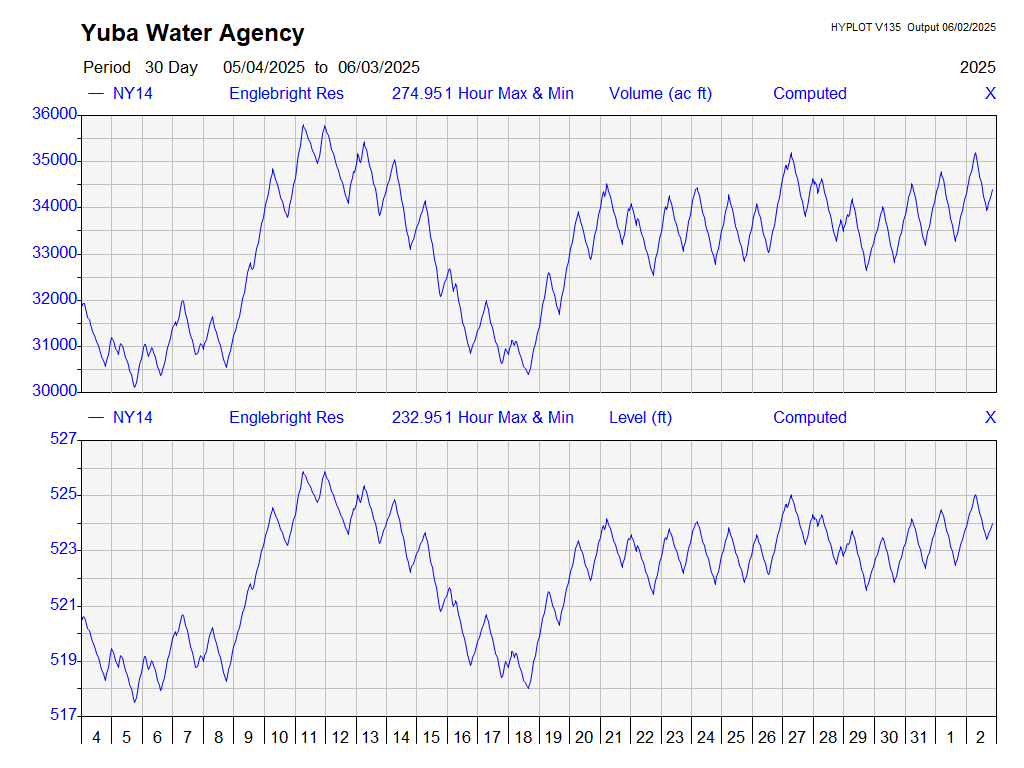 Yuba Water Agency
HYPLOT V135 Output 06/02/2025
Period 30 Day 05/04/2025 to 06/03/2025
2025
NY14 Englebright Res 274.951 Hour Max & Min Volume (ac ft) Computed X
36000
35000
34000
33000
32000
31000
30000
NY14 Englebright Res 232.951 Hour Max & Min Level (ft) Computed X
527
525
523
521
519
517
4 5 6 7 8 9 10 11 12 13 14 15 16 17 18 19 20 21 22 23 24 25 26 27 28 29 30 31 1 2